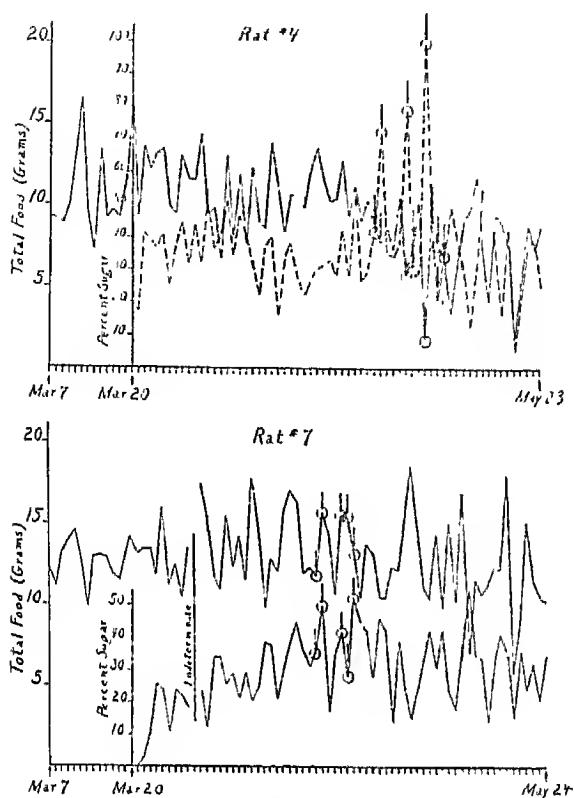 Rat #4
20
15
10
5
Total Food (Grams)
Percent Sugar
10
Mar 7
Mar 20
May 23
Rat #7
20
15
10
5
Total Food (Grams)
50
40
30
20
10
Percent Sugar
Indeterminate
Mar 7
Mar 20
May 24